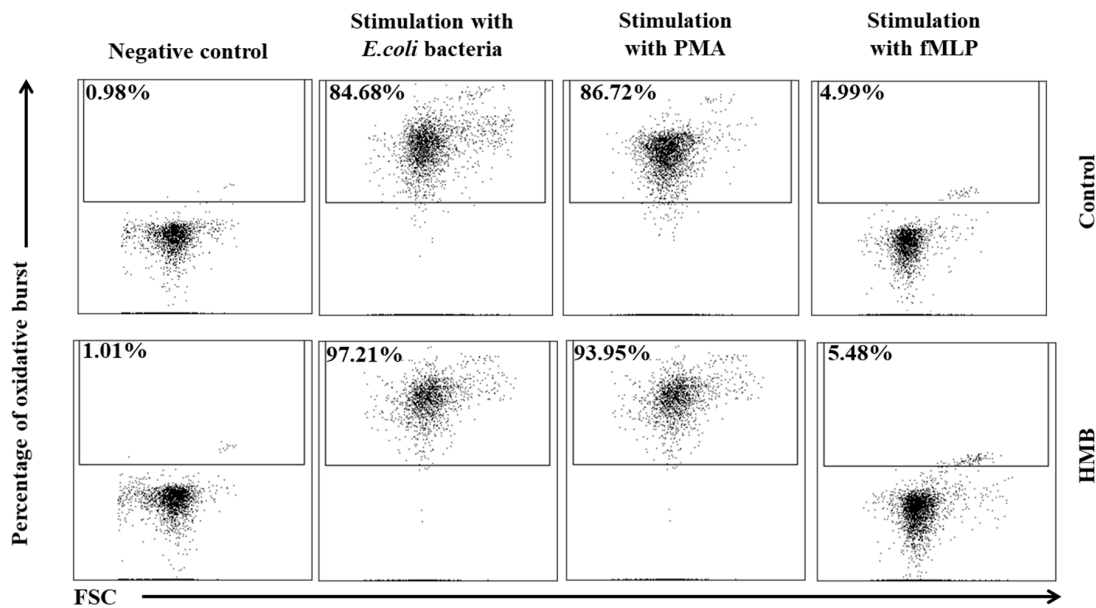 Negative control
Stimulation with
E.coli bacteria
Stimulation
with PMA
Stimulation
with fMLP
0.98%
84.68%
86.72%
4.99%
Control
1.01%
97.21%
93.95%
5.48%
HMB
Percentage of oxidative burst
FSC